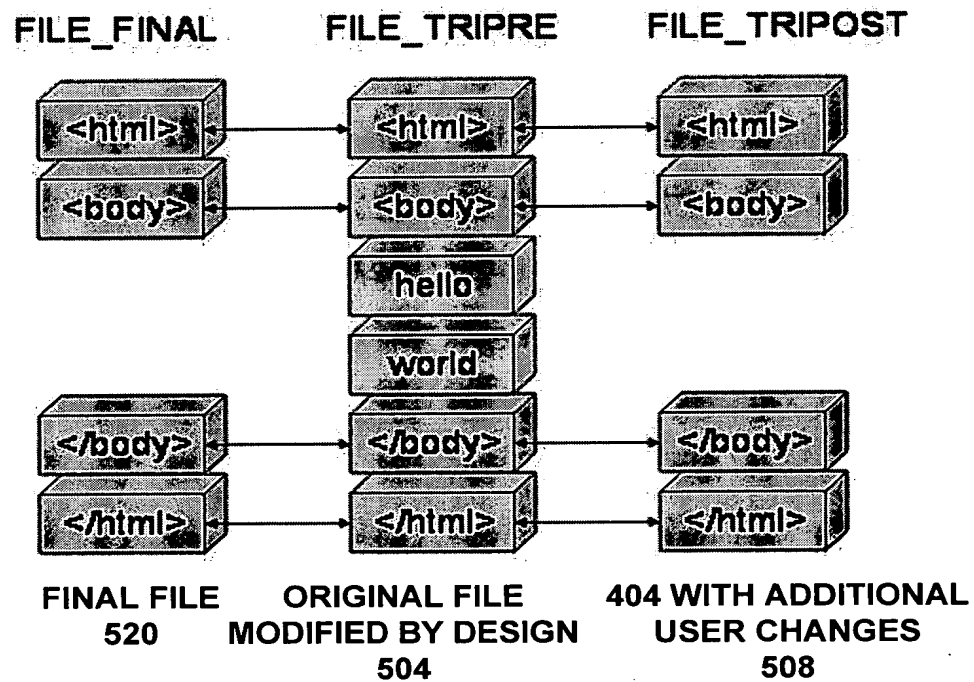 FILE_FINAL FILE_TRIPRE FILE_TRIPOST
<html> <html> <html>
<body> <body> <body>
hello
world
</body> </body> </body>
</html> </html> </html>
FINAL FILE ORIGINAL FILE 404 WITH ADDITIONAL
520 MODIFIED BY DESIGN USER CHANGES
504 508